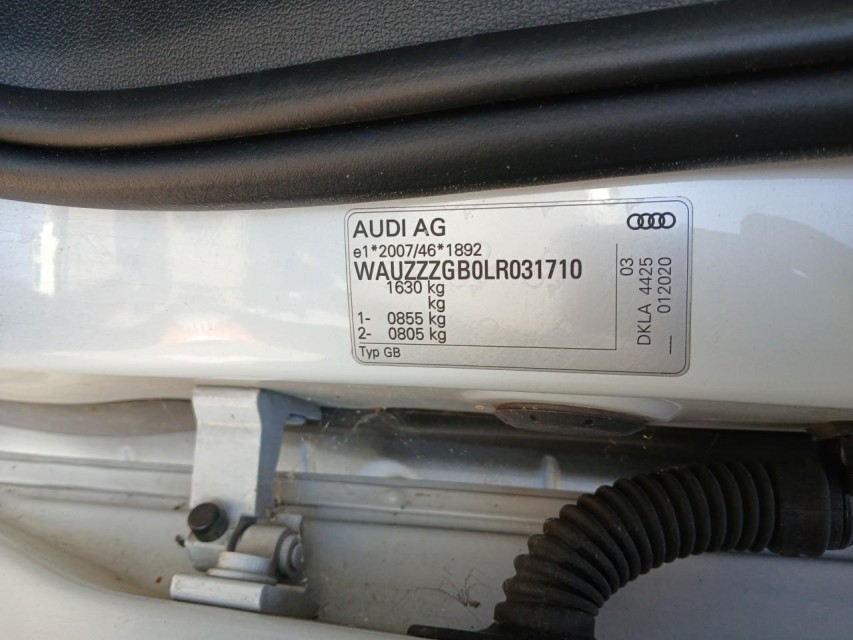 AUDI AG
e1*2007/46*1892
WAUZZZGB0LR031710
1630 kg
kg
1- 0855 kg
2- 0805 kg
Typ GB
03
DKLA 4425
__ 012020